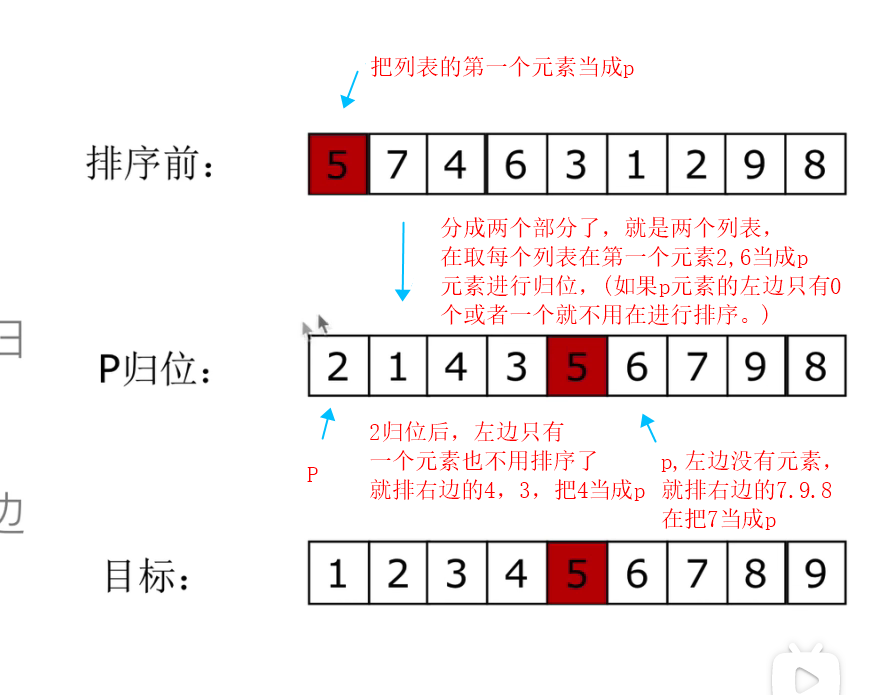 把列表的第一个元素当成p
排序前： 5 7 4 6 3 1 2 9 8
分成两个部分了，就是两个列表，
在取每个列表在第一个元素2,6当成p
元素进行归位，(如果p元素的左边只有0
个或者一个就不用在进行排序。)
归
P归位： 2 1 4 3 5 6 7 9 8
P
2归位后，左边只有
一个元素也不用排序了
就排右边的4，3，把4当成p
p,左边没有元素，
就排右边的7.9.8
在把7当成p
边
目标： 1 2 3 4 5 6 7 8 9